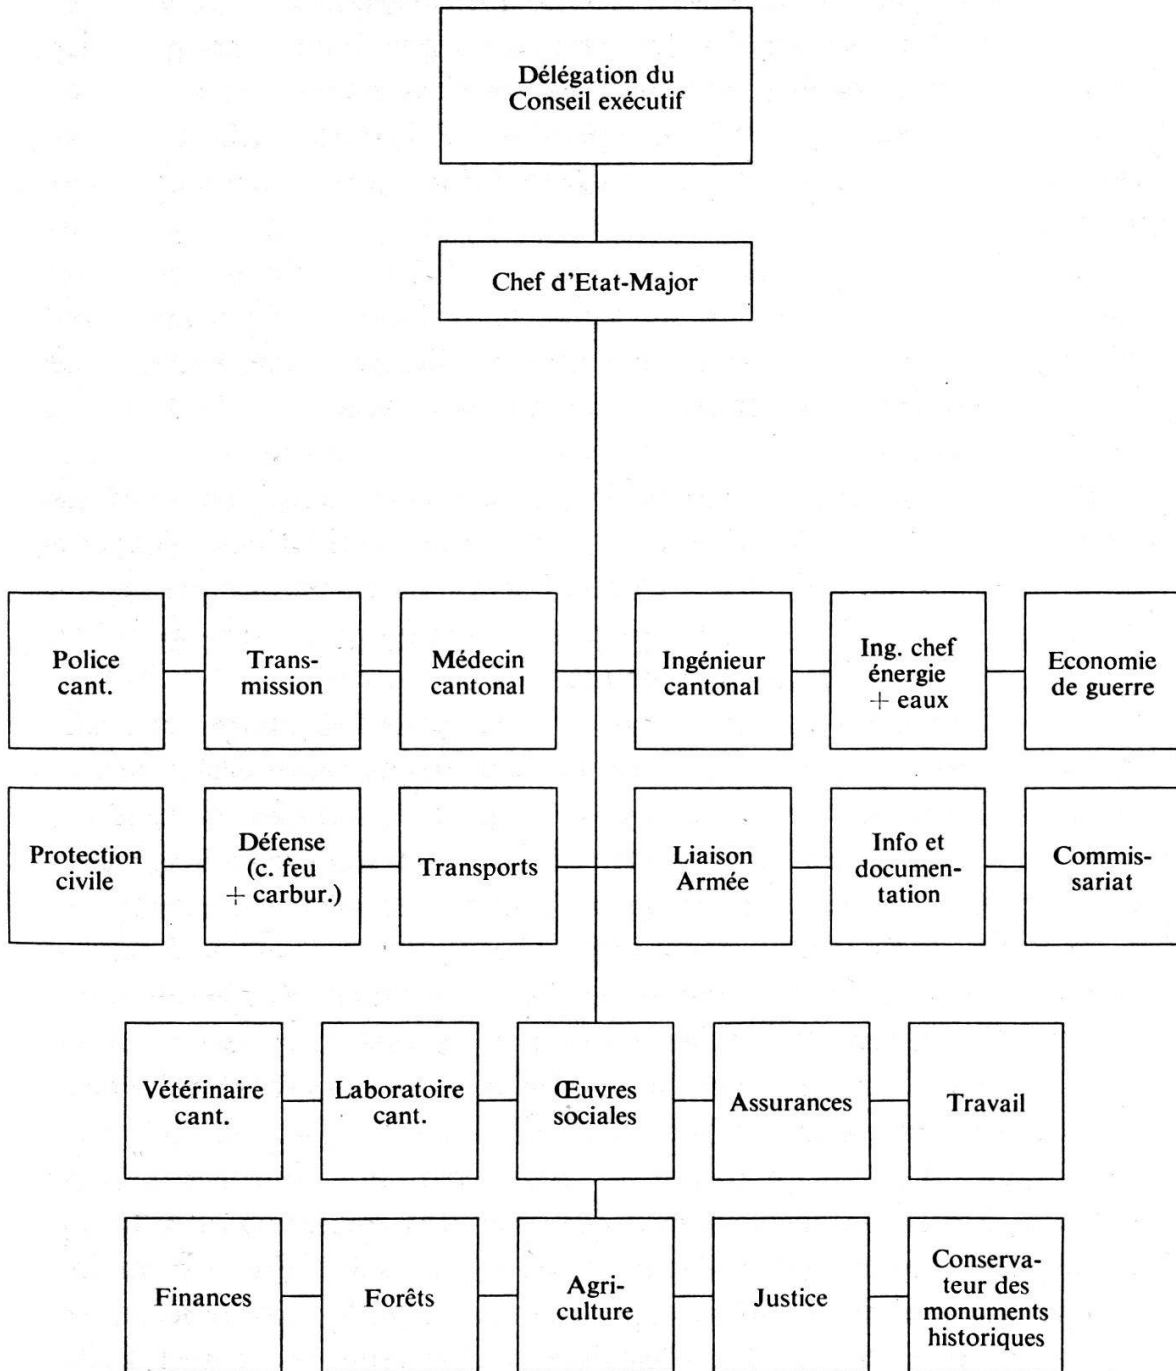 Délégation du
Conseil exécutif
Chef d'Etat-Major
Police
cant.
Trans-
mission
Médecin
cantonal
Ingénieur
cantonal
Ing. chef
énergie
+ eaux
Economie
de guerre
Protection
civile
Défense
(c. feu
+ carbur.)
Transports
Liaison
Armée
Info et
documen-
tation
Commis-
sariat
Vétérinaire
cant.
Laboratoire
cant.
Œuvres
sociales
Assurances
Travail
Finances
Forêts
Agri-
culture
Justice
Conserva-
teur des
monuments
historiques